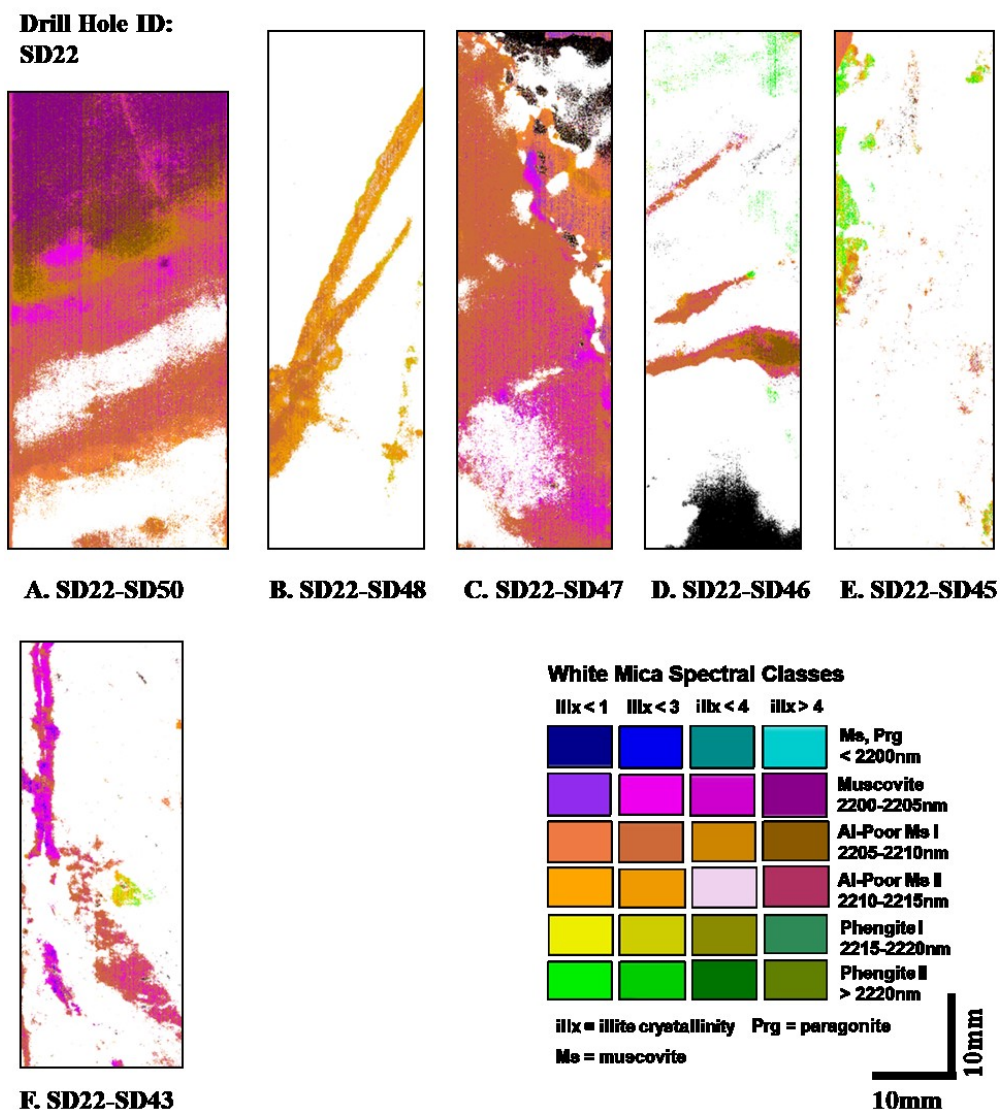 Drill Hole ID:
SD22
A. SD22-SD50
B. SD22-SD48
C. SD22-SD47
D. SD22-SD46
E. SD22-SD45
F. SD22-SD43
White Mica Spectral Classes
illx < 1 illx < 3 illx < 4 illx > 4
Ms, Prg
< 2200nm
Muscovite
2200-2205nm
Al-Poor Ms I
2205-2210nm
Al-Poor Ms II
2210-2215nm
Phengite I
2215-2220nm
Phengite II
> 2220nm
illx = illite crystallinity Prg = paragonite
Ms = muscovite
10mm
10mm